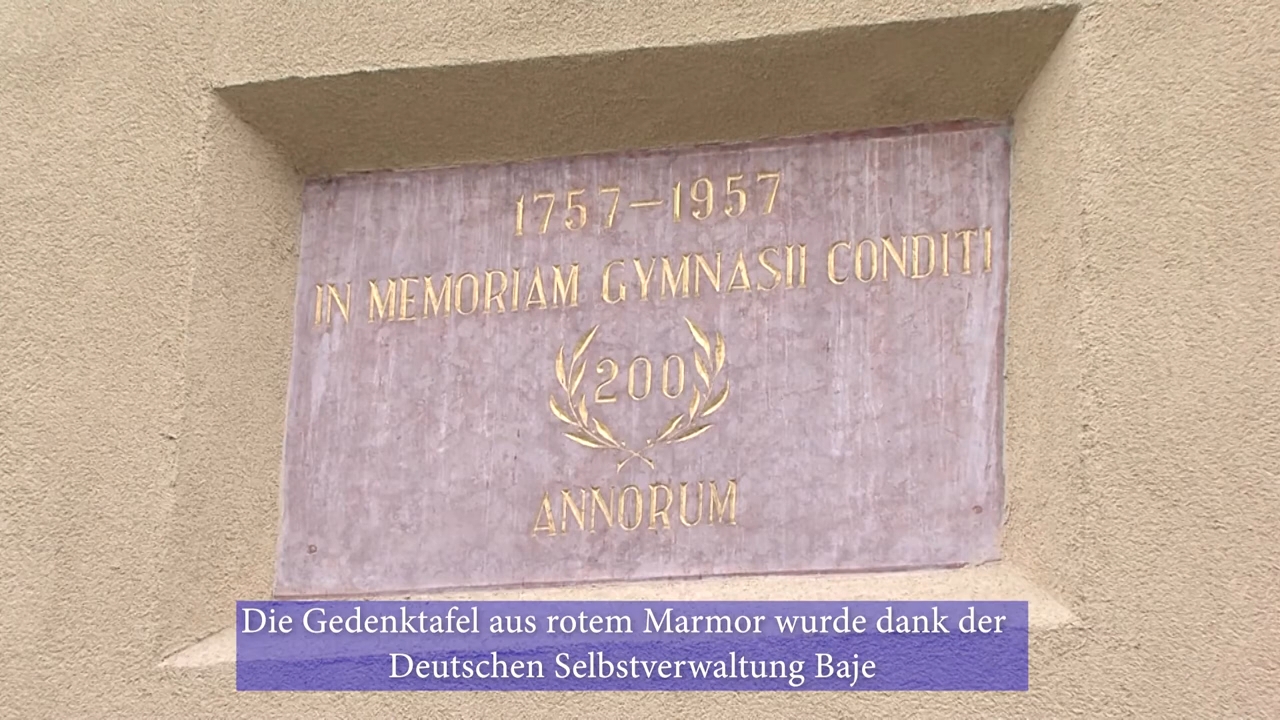 1757–1957
IN MEMORIAM GYMNASII CONDITI
200
ANNORUM
Die Gedenktafel aus rotem Marmor wurde dank der
Deutschen Selbstverwaltung Baje